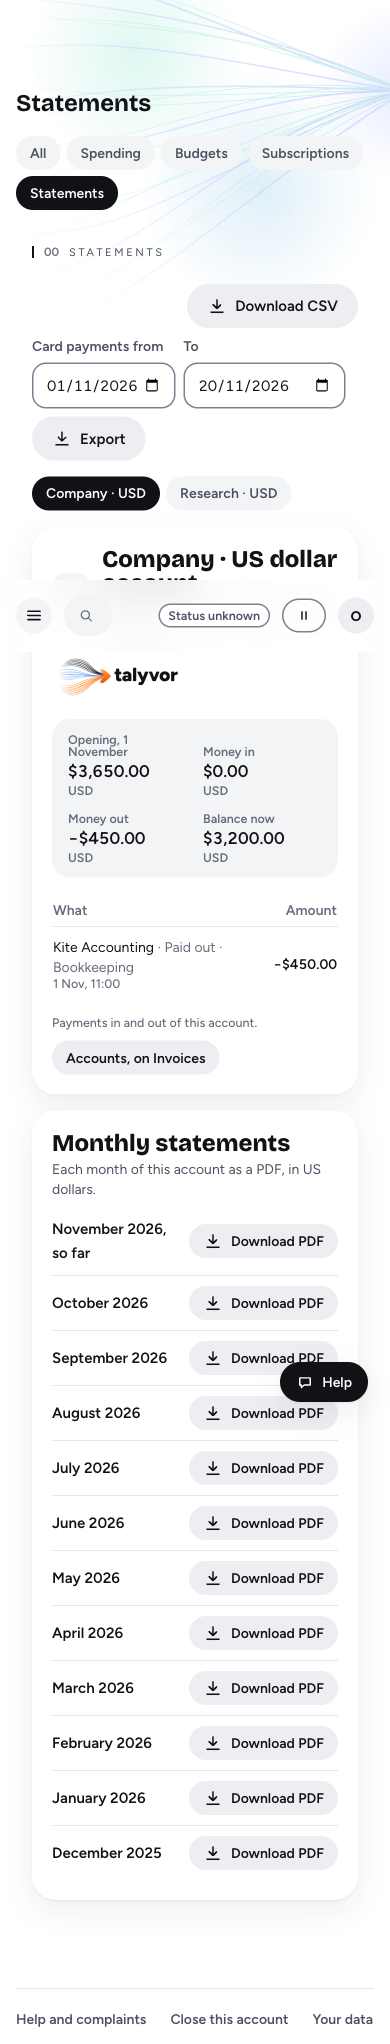 Statements
All Spending Budgets Subscriptions
Statements
00 STATEMENTS
Download CSV
Card payments from To
01/11/2026 20/11/2026
Export
Company · USD Research · USD
Company · US dollar
account
Status unknown O
talyvor
Opening, 1
November Money in
$3,650.00 $0.00
USD USD
Money out Balance now
−$450.00 $3,200.00
USD USD
What Amount
Kite Accounting · Paid out ·
Bookkeeping −$450.00
1 Nov, 11:00
Payments in and out of this account.
Accounts, on Invoices
Monthly statements
Each month of this account as a PDF, in US
dollars.
November 2026,
so far Download PDF
October 2026 Download PDF
September 2026 Download PDF
Help
August 2026 Download PDF
July 2026 Download PDF
June 2026 Download PDF
May 2026 Download PDF
April 2026 Download PDF
March 2026 Download PDF
February 2026 Download PDF
January 2026 Download PDF
December 2025 Download PDF
Help and complaints Close this account Your data